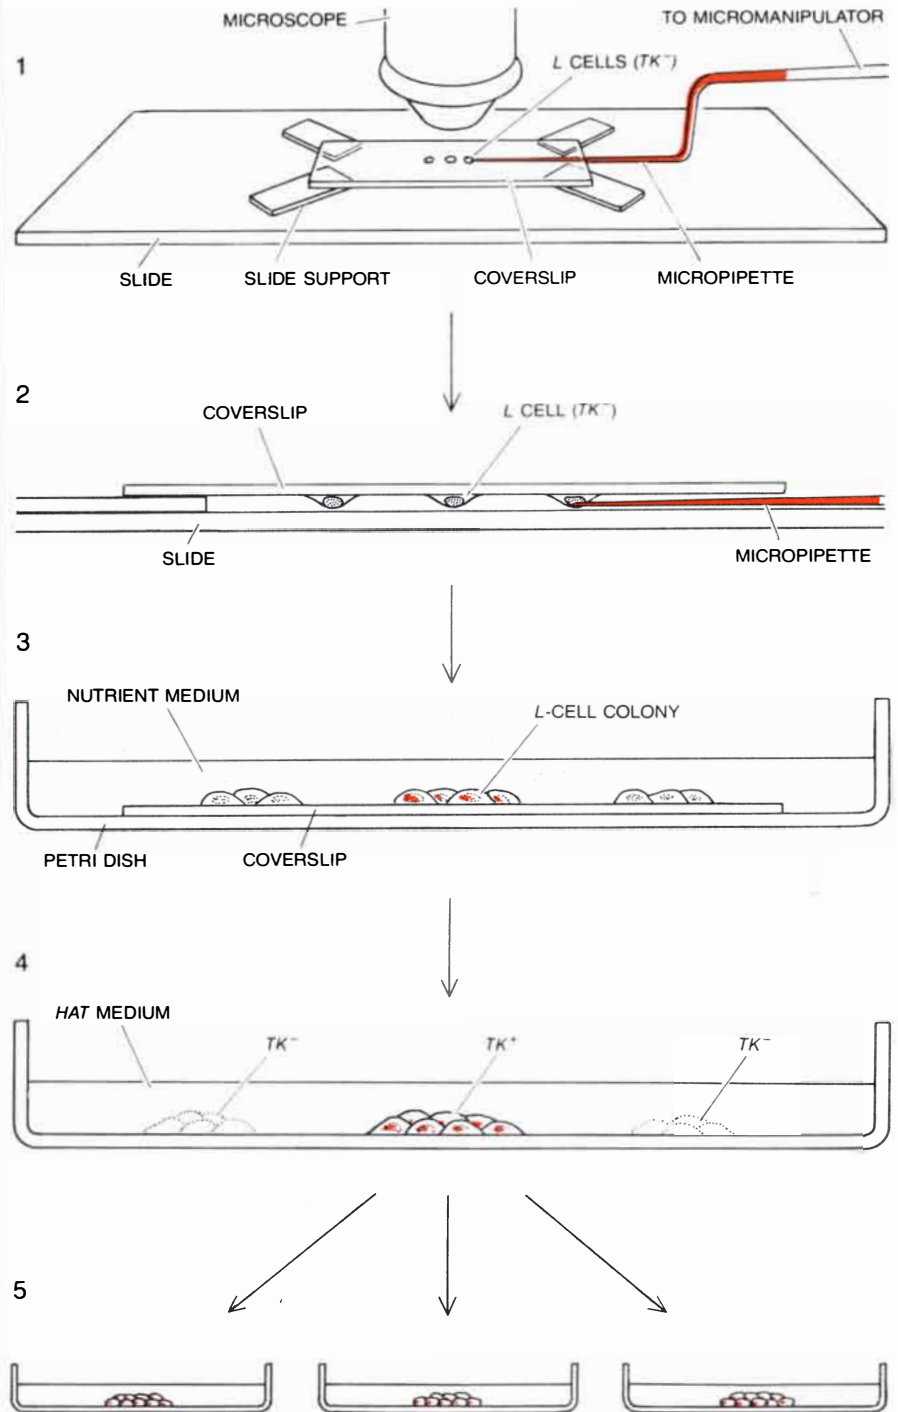 MICROSCOPE
TO MICROMANIPULATOR
1
L CELLS (TK⁻)
SLIDE
SLIDE SUPPORT
COVERSLIP
MICROPIPETTE
2
COVERSLIP
L CELL (TK⁻)
SLIDE
MICROPIPETTE
3
NUTRIENT MEDIUM
L-CELL COLONY
PETRI DISH
COVERSLIP
4
HAT MEDIUM
TK⁻
TK⁺
TK⁻
5